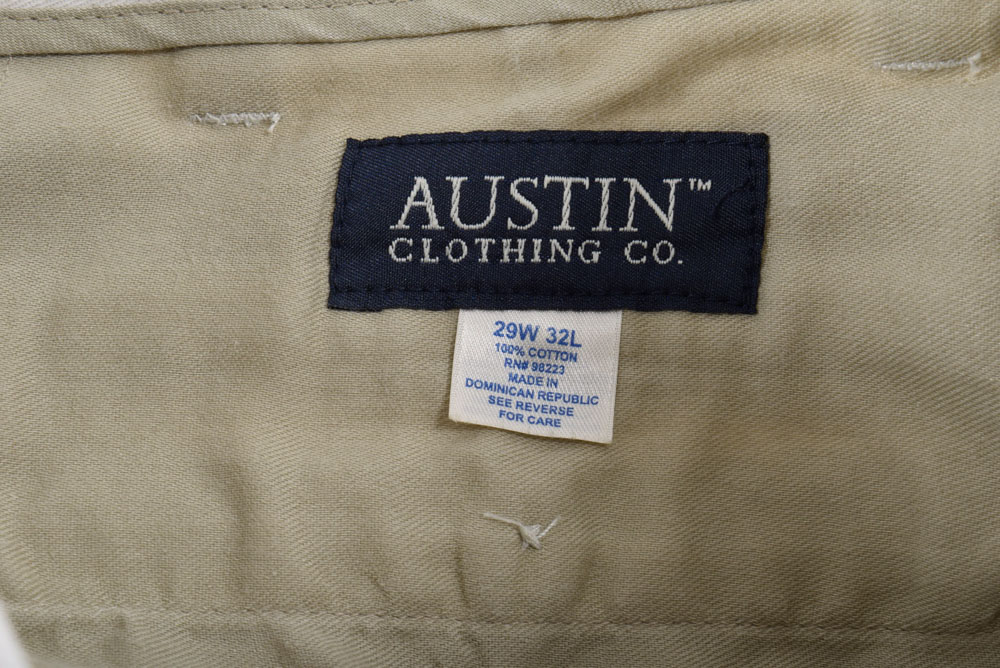 AUSTIN™
CLOTHING CO.
29W 32L
100% COTTON
RN# 98223
MADE IN
DOMINICAN REPUBLIC
SEE REVERSE
FOR CARE